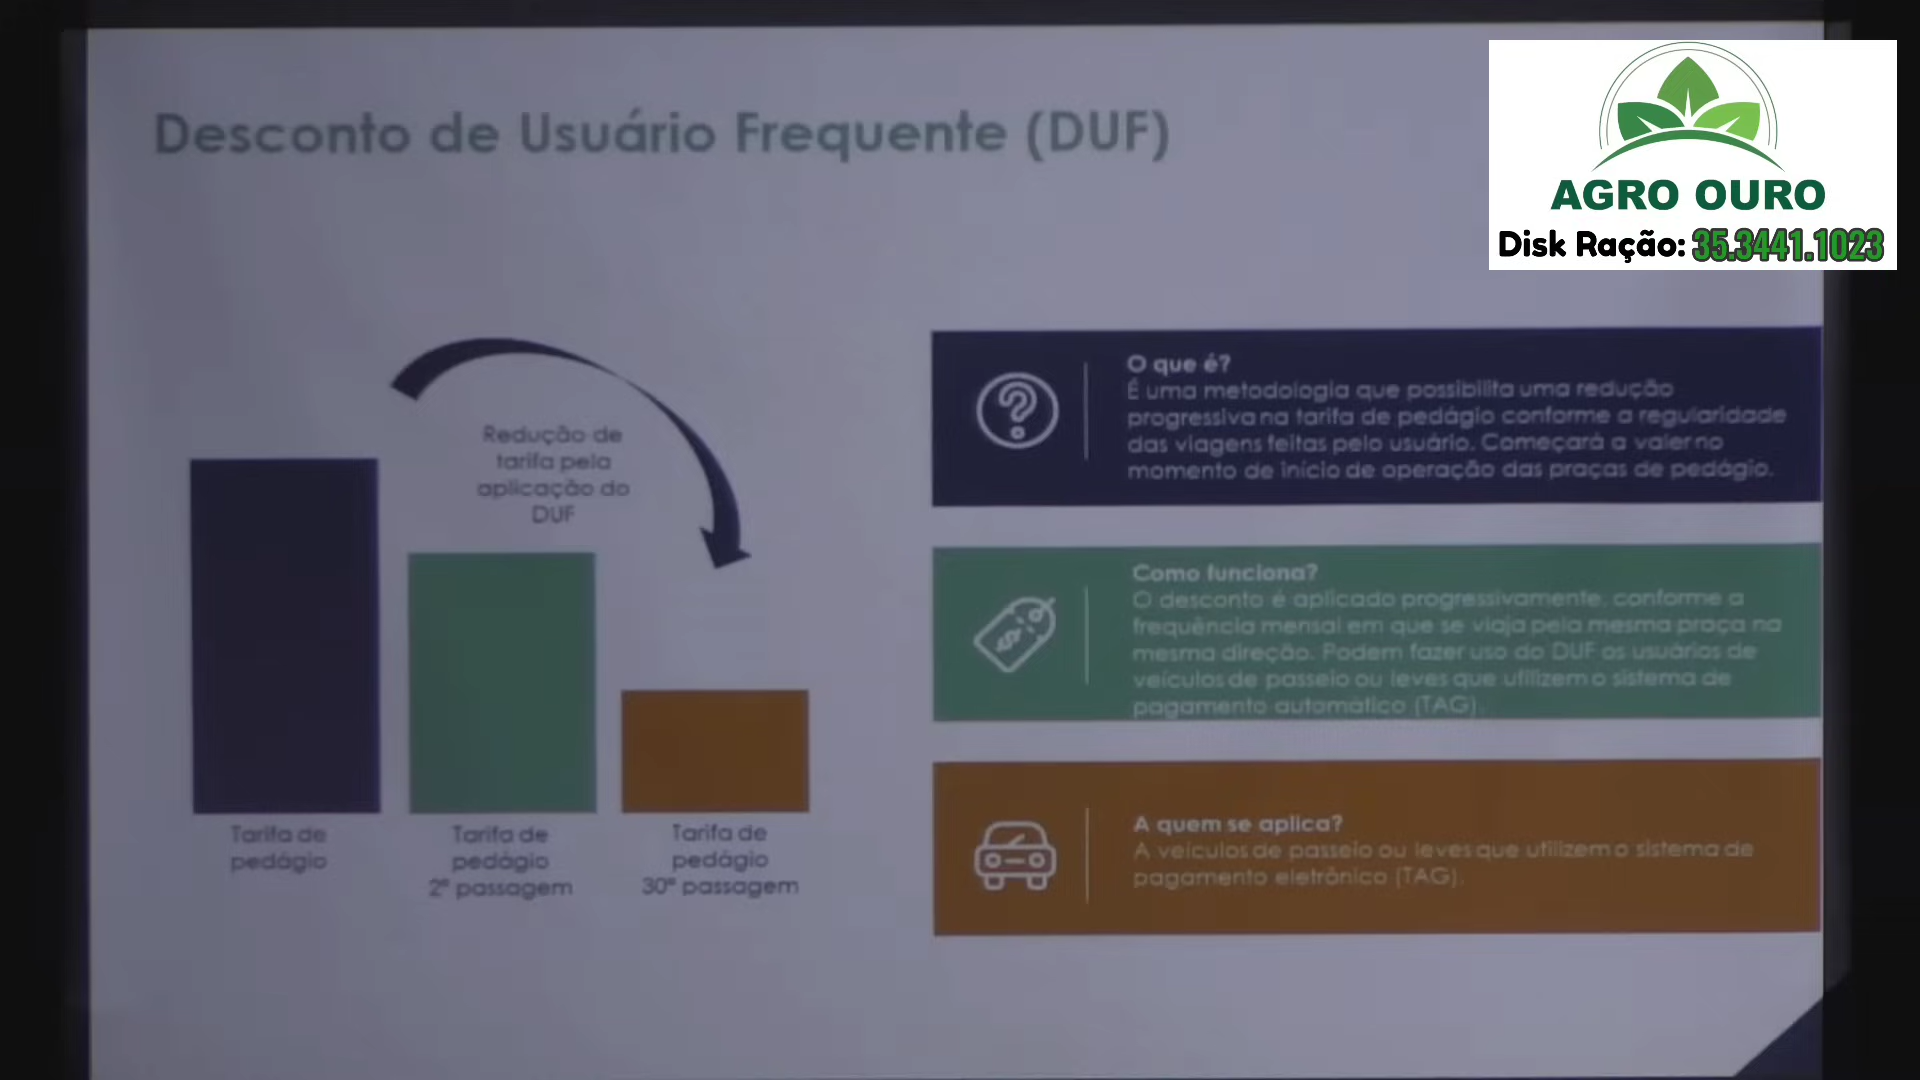 Desconto de Usuário Frequente (DUF)
AGRO OURO
Disk Ração: 35.3441.1023
Redução de
tarifa pela
aplicação do
DUF
Tarifa de
pedágio
Tarifa de
pedágio
2ª passagem
Tarifa de
pedágio
30ª passagem
O que é?
É uma metodologia que possibilita uma redução
progressiva na tarifa de pedágio conforme a regularidade
das viagens feitas pelo usuário. Começará a valer no
momento de início de operação das praças de pedágio.
Como funciona?
O desconto é aplicado progressivamente, conforme a
frequência mensal em que se viaja pela mesma praça na
mesma direção. Podem fazer uso do DUF os usuários de
veículos de passeio ou leves que utilizem o sistema de
pagamento automático (TAG).
A quem se aplica?
A veículos de passeio ou leves que utilizem o sistema de
pagamento eletrônico (TAG).